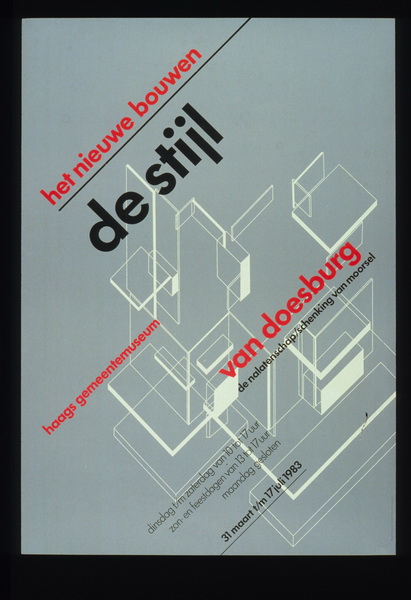 het nieuwe bouwen
de stijl
van doesburg
de nalatenschap/schenking van moorsel
haags gemeentemuseum
dinsdag t/m zaterdag van 10 tot 17 uur
zon- en feestdagen van 13 tot 17 uur
maandag gesloten
31 maart t/m 17 juli 1983